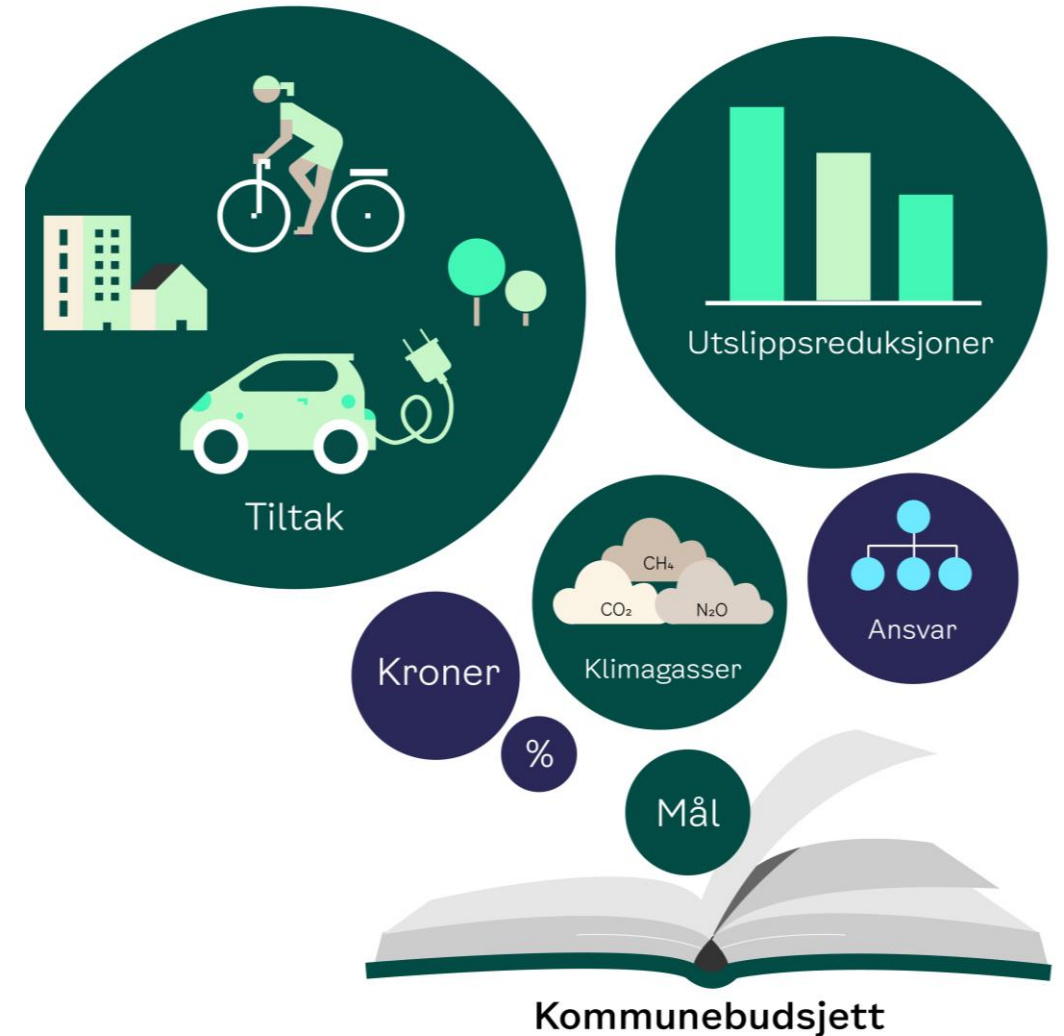 Utslippsreduksjoner
Tiltak
CH₄
CO₂
N₂O
Klimagasser
Ansvar
Kroner
%
Mål
Kommunebudsjett